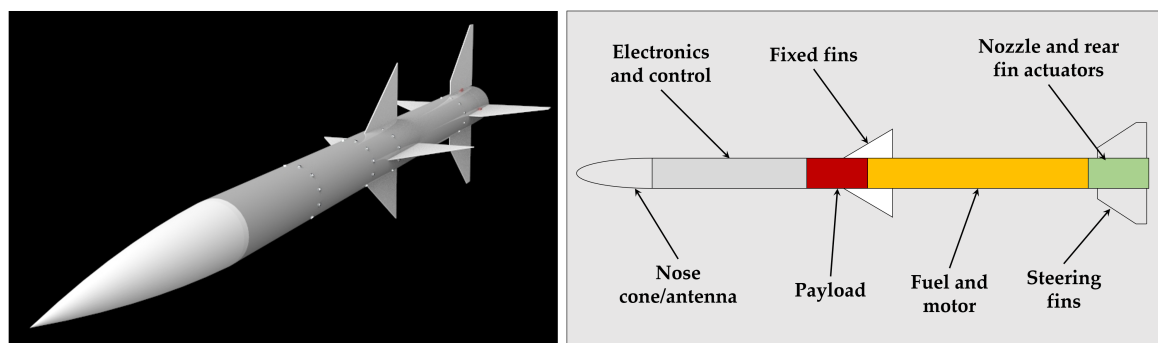 Electronics
and control
Fixed fins
Nozzle and rear
fin actuators
Nose
cone/antenna
Payload
Fuel and
motor
Steering
fins